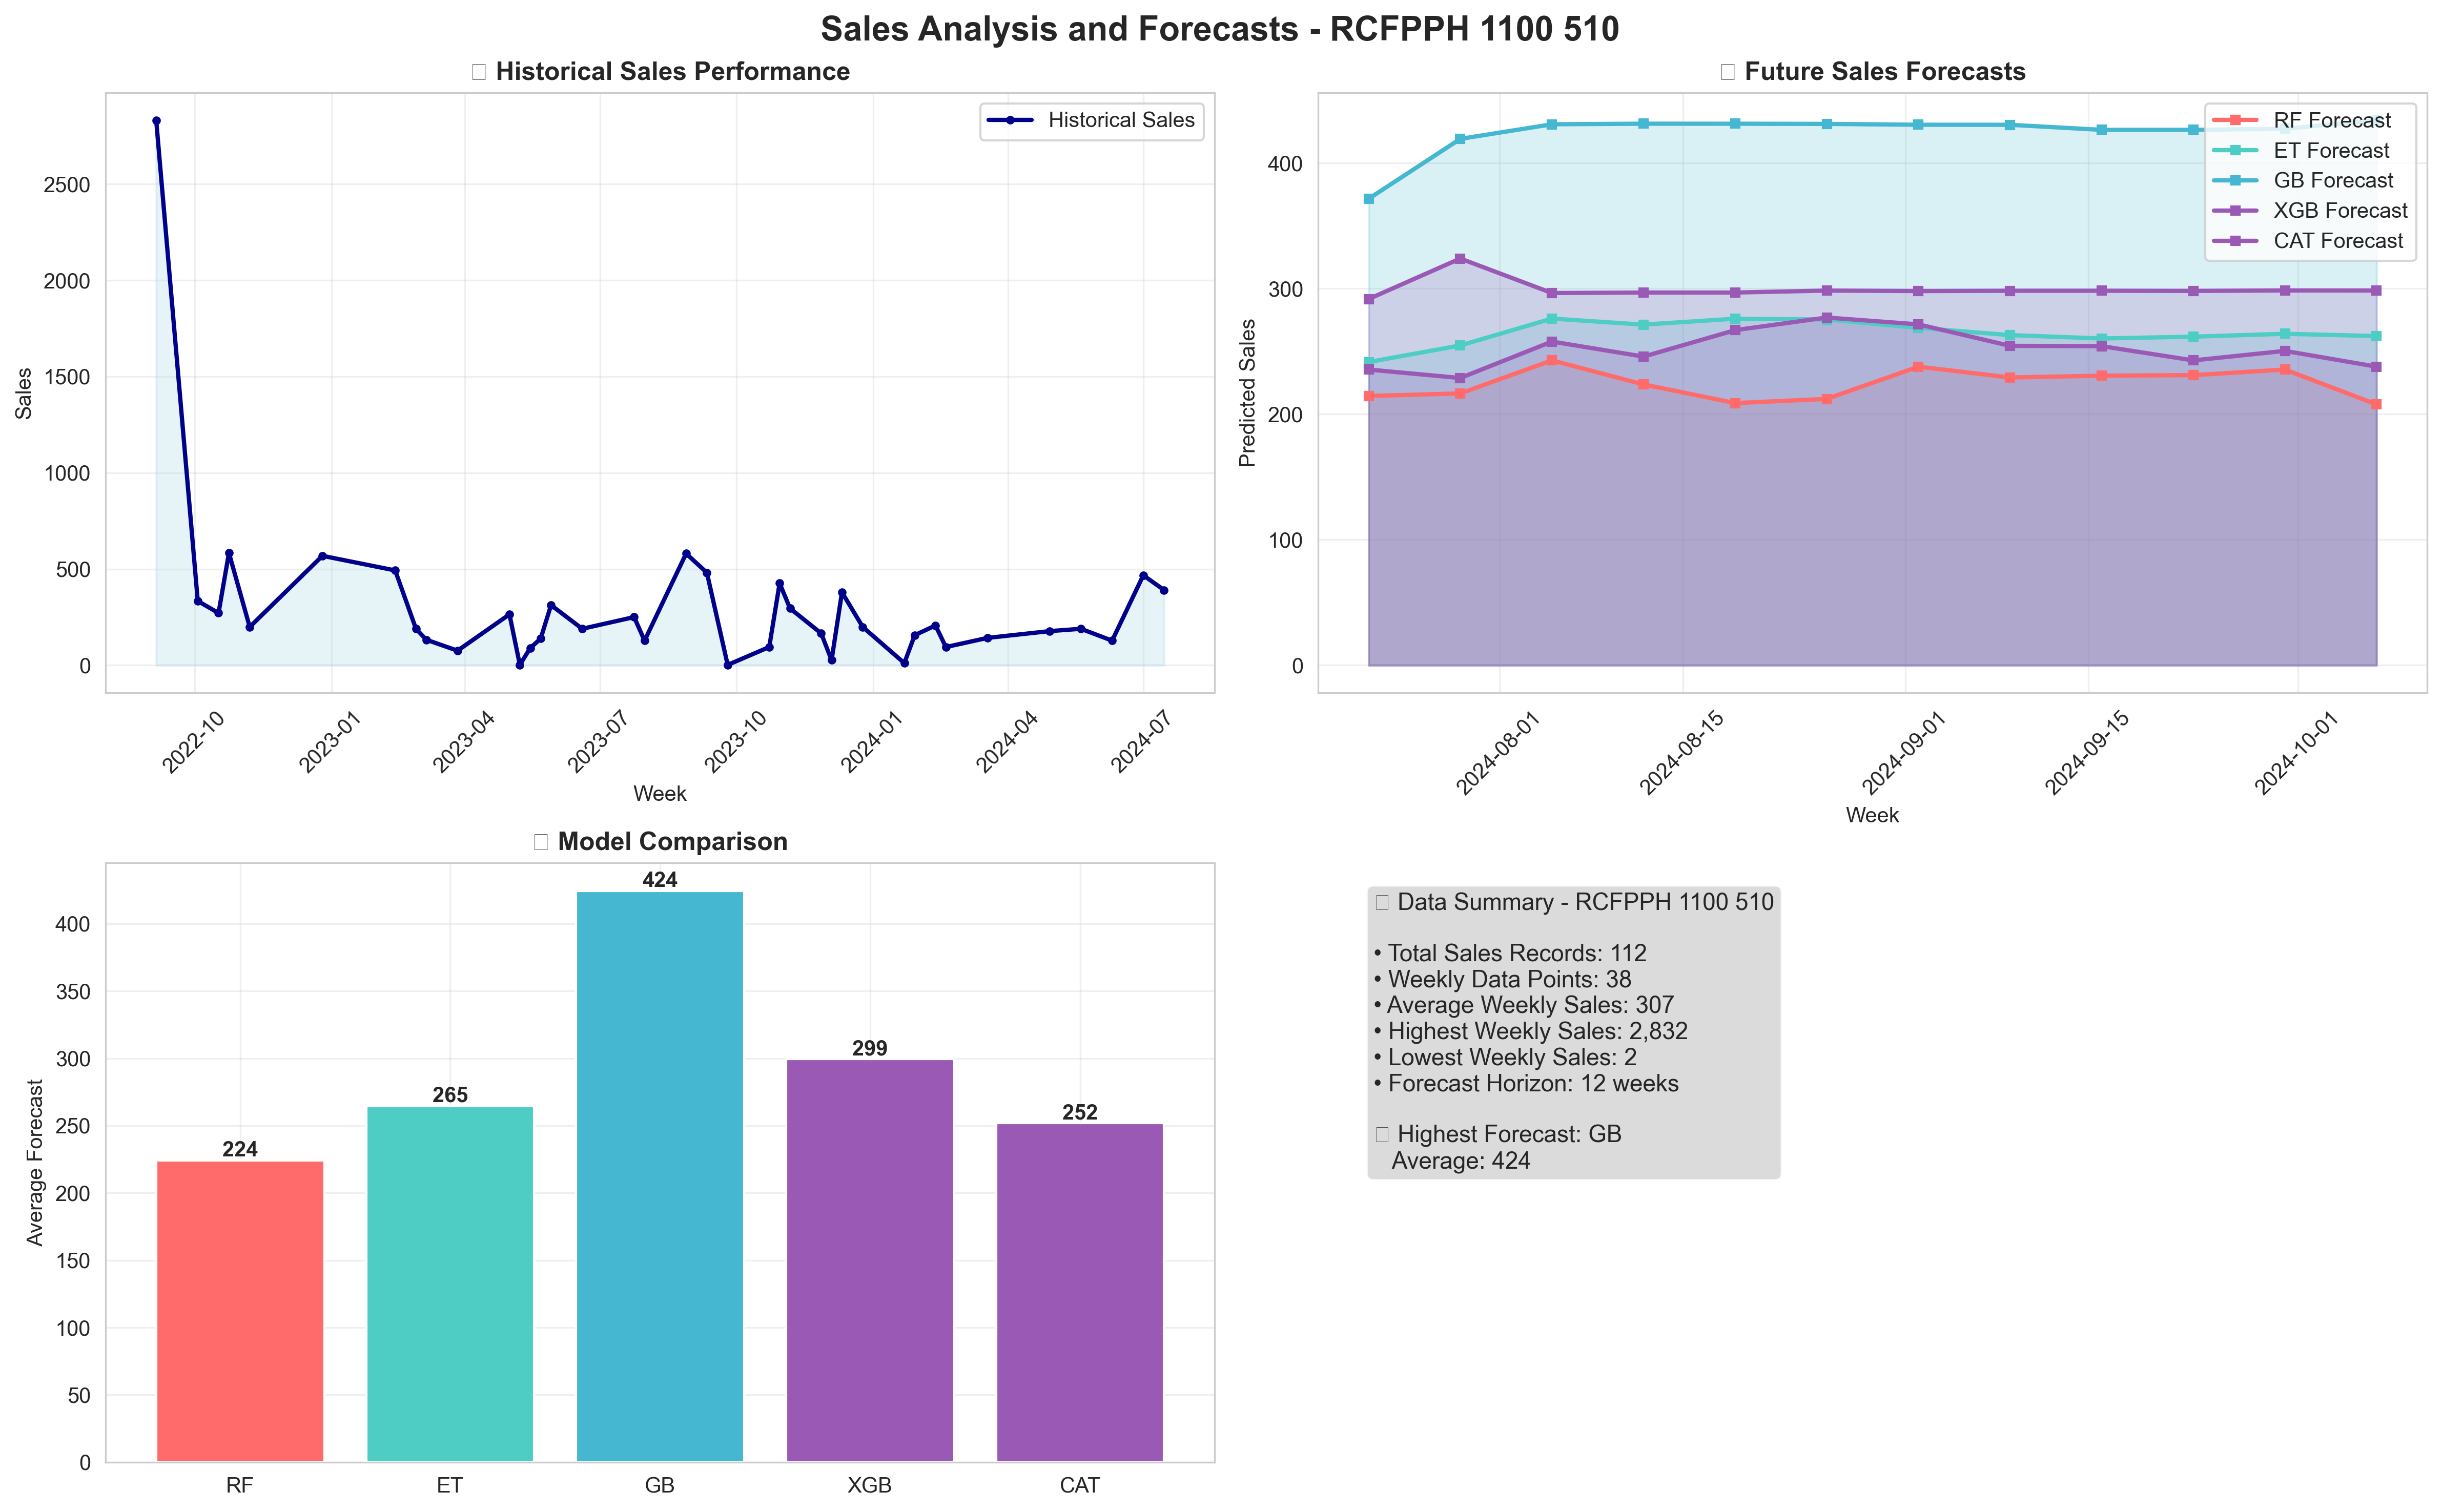 Sales Analysis and Forecasts - RCFPPH 1100 510
Historical Sales Performance
Historical Sales
Sales
2500
2000
1500
1000
500
0
2022-10
2023-01
2023-04
2023-07
2023-10
2024-01
2024-04
2024-07
Week
Future Sales Forecasts
RF Forecast
ET Forecast
GB Forecast
XGB Forecast
CAT Forecast
Predicted Sales
400
300
200
100
0
2024-08-01
2024-08-15
2024-09-01
2024-09-15
2024-10-01
Week
Model Comparison
Average Forecast
400
350
300
250
200
150
100
50
0
224
265
424
299
252
RF
ET
GB
XGB
CAT
Data Summary - RCFPPH 1100 510
• Total Sales Records: 112
• Weekly Data Points: 38
• Average Weekly Sales: 307
• Highest Weekly Sales: 2,832
• Lowest Weekly Sales: 2
• Forecast Horizon: 12 weeks
Highest Forecast: GB
Average: 424